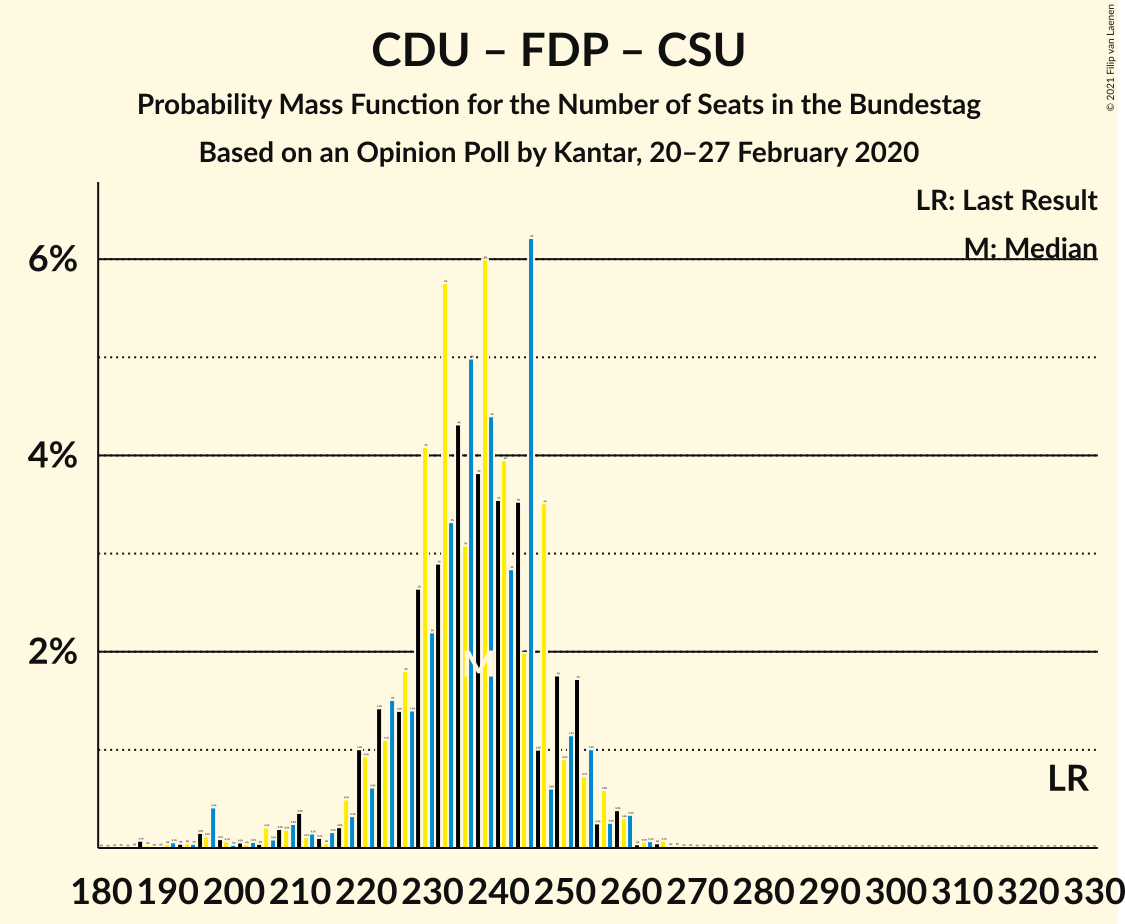 CDU – FDP – CSU
Probability Mass Function for the Number of Seats in the Bundestag
Based on an Opinion Poll by Kantar, 20–27 February 2020
© 2021 Filip van Laenen
LR: Last Result
M: Median
6%
4%
2%
M
LR
180 190 200 210 220 230 240 250 260 270 280 290 300 310 320 330